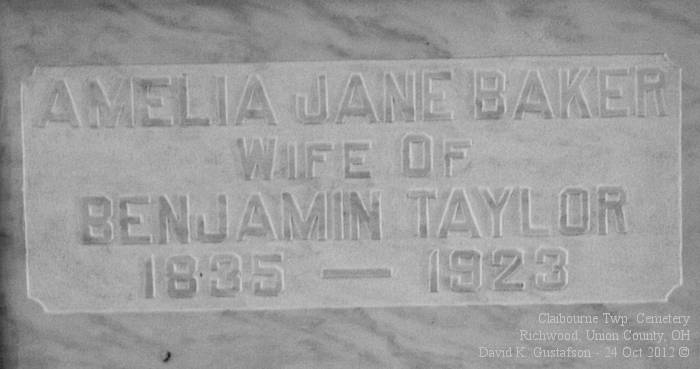 AMELIA JANE BAKER
WIFE OF
BENJAMIN TAYLOR
1835 — 1923
Claibourne Twp. Cemetery
Richwood, Union County, OH
David K. Gustafson - 24 Oct 2012 ©